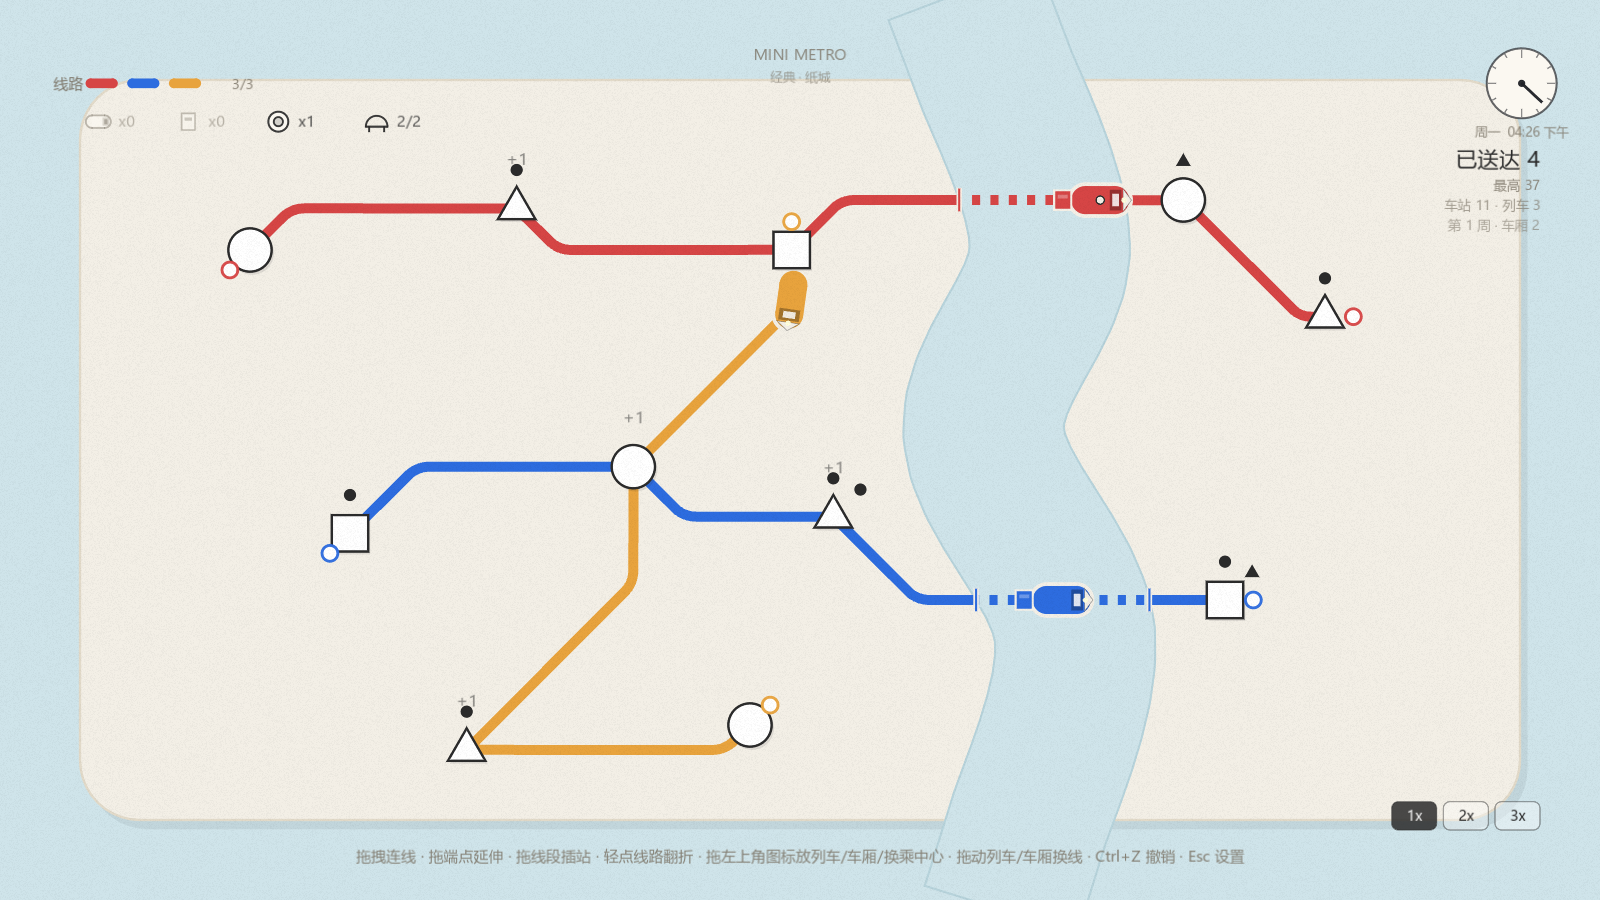 MINI METRO
经典 · 纸城
线路 3/3
x0 x0 x1 2/2
周一 04:26 下午
已送达 4
最高 37
车站 11 · 列车 3
第 1 周 · 车厢 2
+1
+1
+1
+1
1x 2x 3x
拖拽连线 · 拖端点延伸 · 拖线段插站 · 轻点线路翻折 · 拖左上角图标放列车/车厢/换乘中心 · 拖动列车/车厢换线 · Ctrl+Z 撤销 · Esc 设置